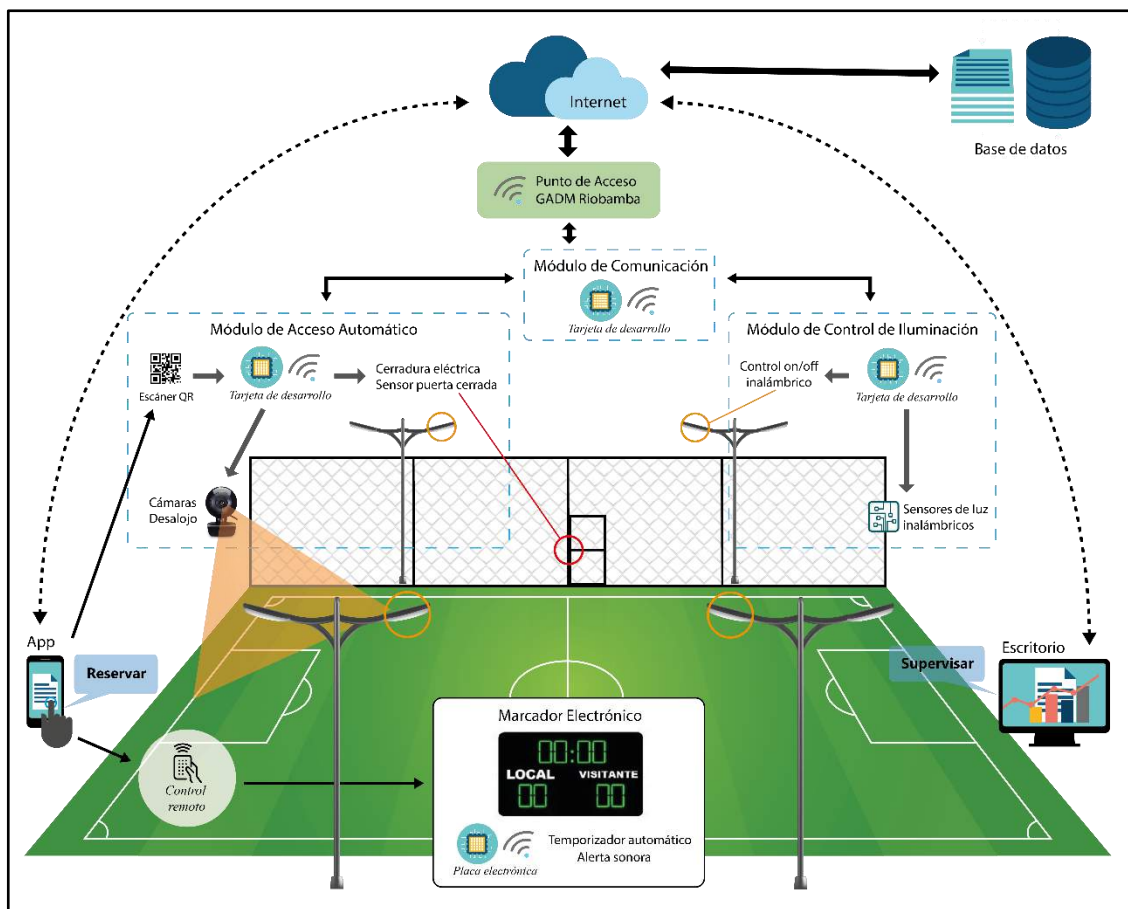 Internet
Base de datos
Punto de Acceso
GADM Riobamba
Módulo de Comunicación
Tarjeta de desarrollo
Módulo de Acceso Automático
Escáner QR
Tarjeta de desarrollo
Cerradura eléctrica
Sensor puerta cerrada
Cámaras
Desalojo
Módulo de Control de Iluminación
Control on/off
inalámbrico
Tarjeta de desarrollo
Sensores de luz
inalámbricos
App
Reservar
Control
remoto
Escritorio
Supervisar
Marcador Electrónico
00:00
LOCAL VISITANTE
00 00
Placa electrónica
Temporizador automático
Alerta sonora